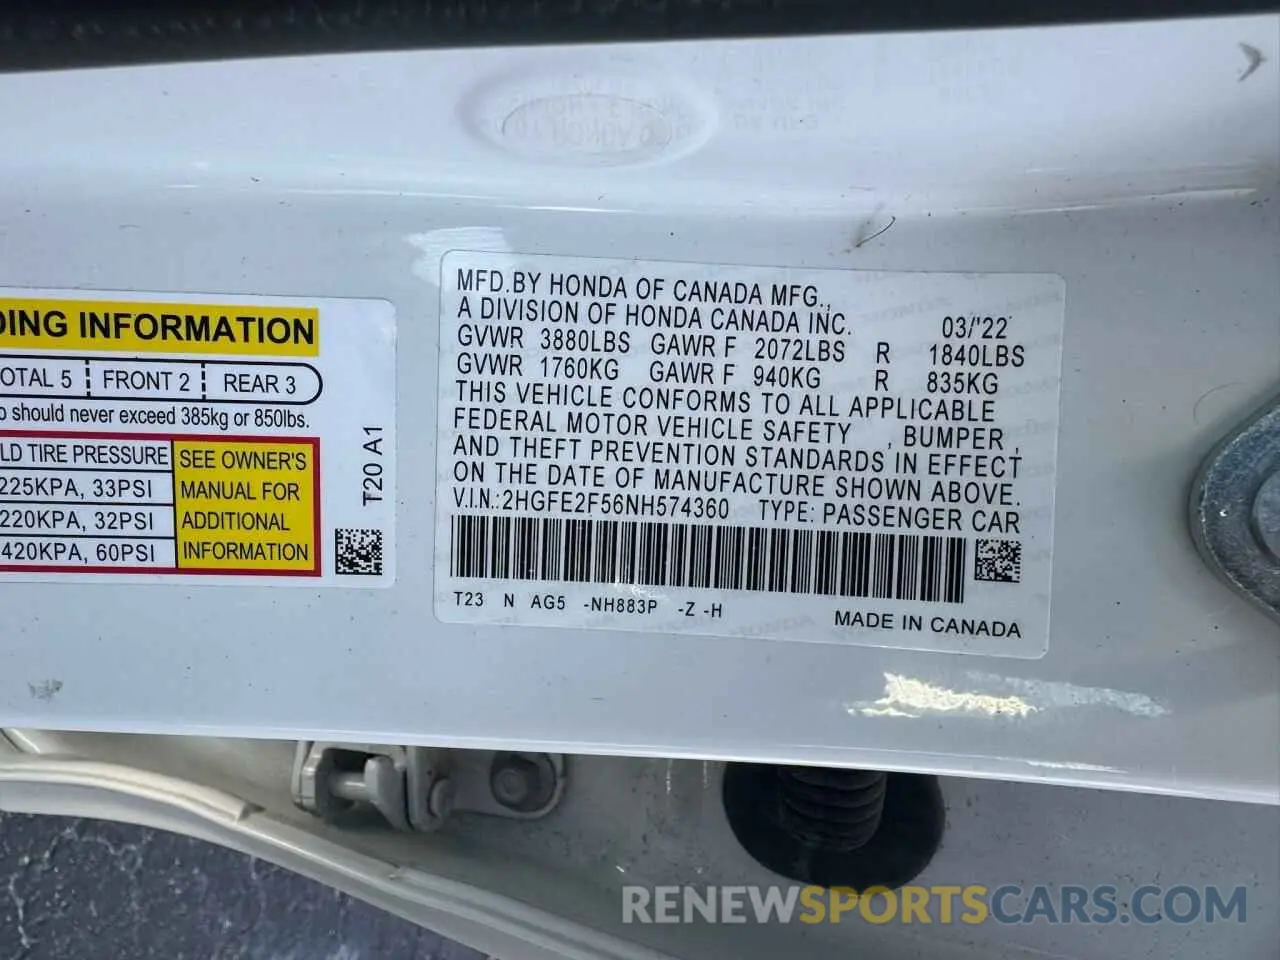 DING INFORMATION
OTAL 5 FRONT 2 REAR 3
o should never exceed 385kg or 850lbs.
LD TIRE PRESSURE
225KPA, 33PSI
220KPA, 32PSI
420KPA, 60PSI
SEE OWNER'S
MANUAL FOR
ADDITIONAL
INFORMATION
T20 A1
MFD.BY HONDA OF CANADA MFG.,
A DIVISION OF HONDA CANADA INC. 03/'22
GVWR 3880LBS GAWR F 2072LBS R 1840LBS
GVWR 1760KG GAWR F 940KG R 835KG
THIS VEHICLE CONFORMS TO ALL APPLICABLE
FEDERAL MOTOR VEHICLE SAFETY , BUMPER ,
AND THEFT PREVENTION STANDARDS IN EFFECT
ON THE DATE OF MANUFACTURE SHOWN ABOVE.
V.I.N.:2HGFE2F56NH574360 TYPE: PASSENGER CAR
T23 N AG5 -NH883P -Z -H
MADE IN CANADA
RENEWSPORTSCARS.COM